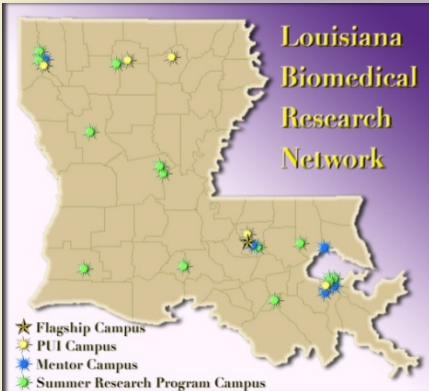 Louisiana
Biomedical
Research
Network
Flagship Campus
PUI Campus
Mentor Campus
Summer Research Program Campus